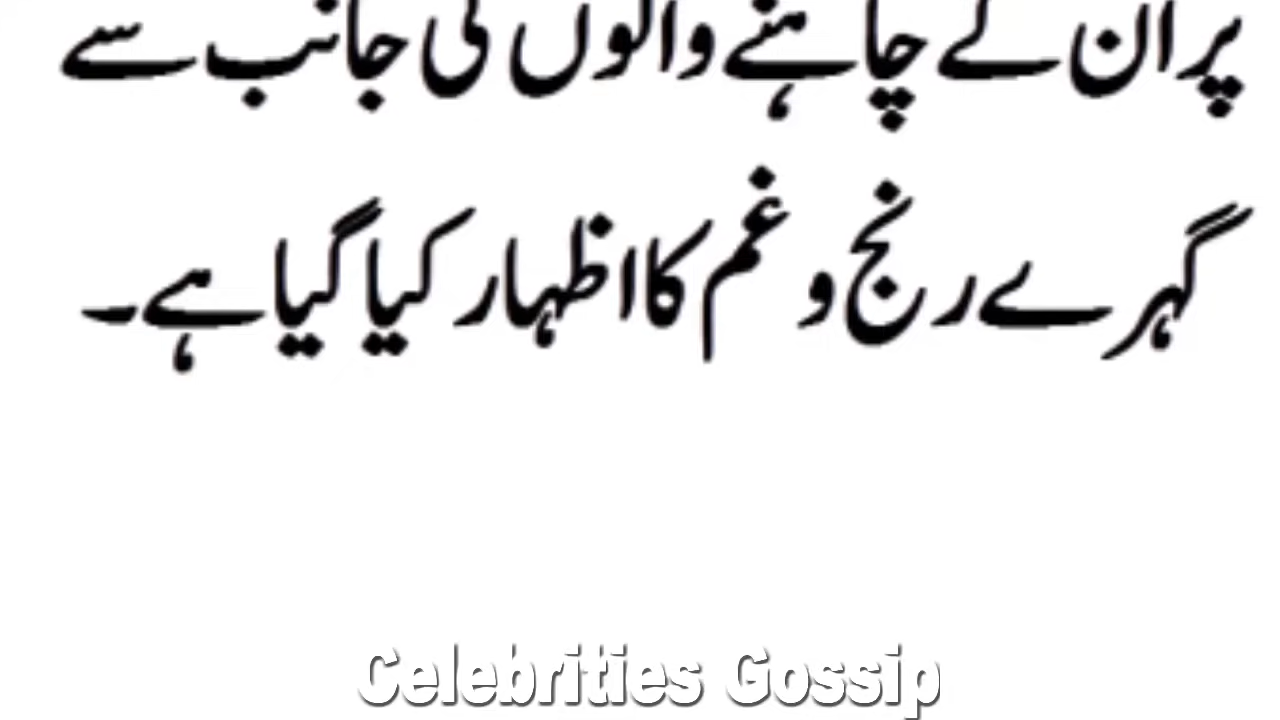 پر ان کے چاہنے والوں کی جانب سے
گہرے رنج و غم کا اظہار کیا گیا ہے۔
Celebrities Gossip